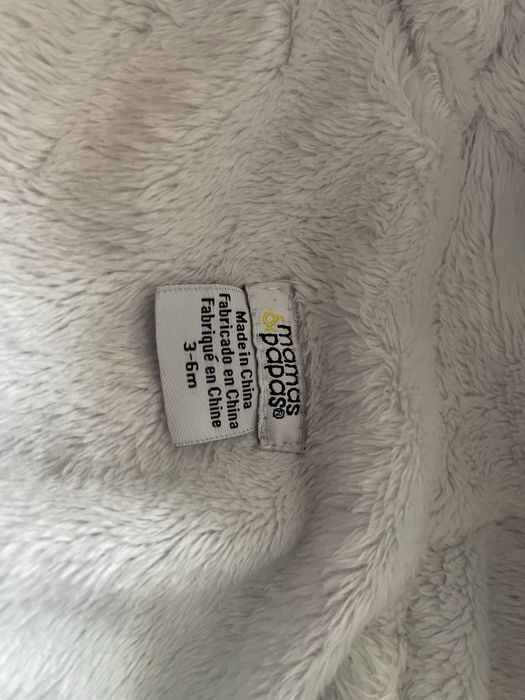 mamas
& papas®
Made in China
Fabricado en China
Fabriqué en Chine
3-6m